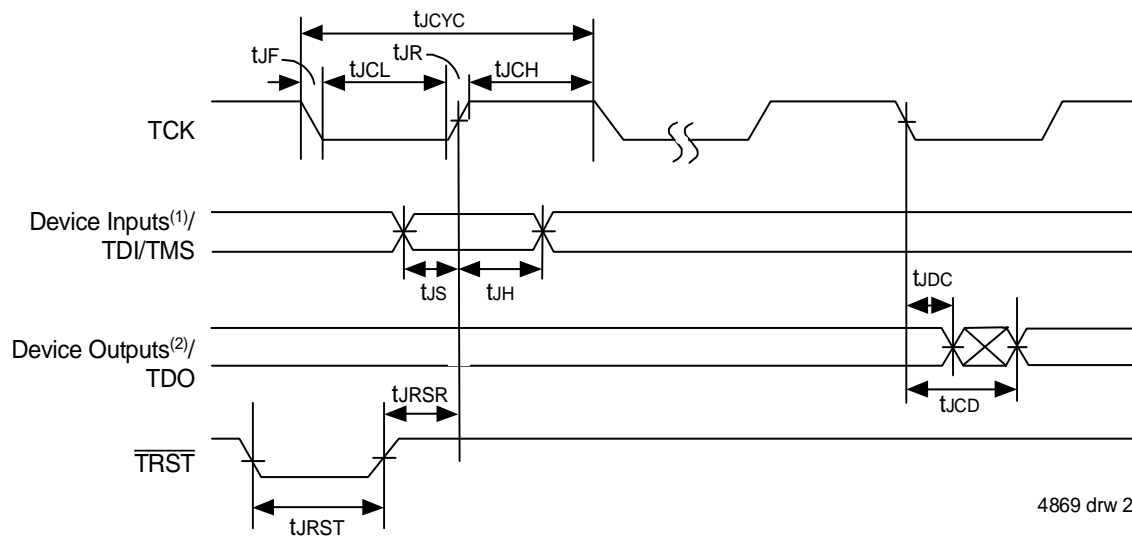 tJCYC
tJF
tJCL
tJR
tJCH
TCK
Device Inputs(1)/
TDI/TMS
tJS
tJH
tJDC
Device Outputs(2)/
TDO
tJRSR
tJCD
TRST
tJRST
4869 drw 2